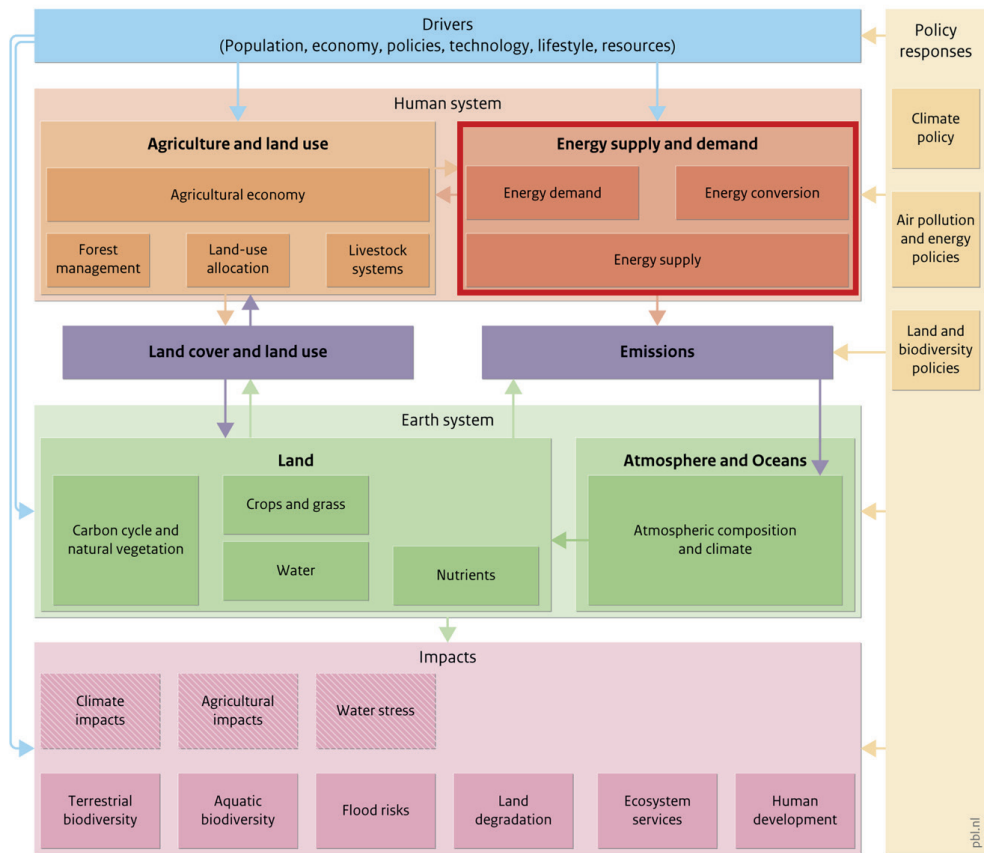 Drivers
(Population, economy, policies, technology, lifestyle, resources)
Policy
responses
Climate
policy
Air pollution
and energy
policies
Land and
biodiversity
policies
Human system
Agriculture and land use
Agricultural economy
Forest
management
Land-use
allocation
Livestock
systems
Energy supply and demand
Energy demand
Energy conversion
Energy supply
Land cover and land use
Emissions
Earth system
Land
Carbon cycle and
natural vegetation
Crops and grass
Water
Nutrients
Atmosphere and Oceans
Atmospheric composition
and climate
Impacts
Climate
impacts
Agricultural
impacts
Water stress
Terrestrial
biodiversity
Aquatic
biodiversity
Flood risks
Land
degradation
Ecosystem
services
Human
development
pbl.nl